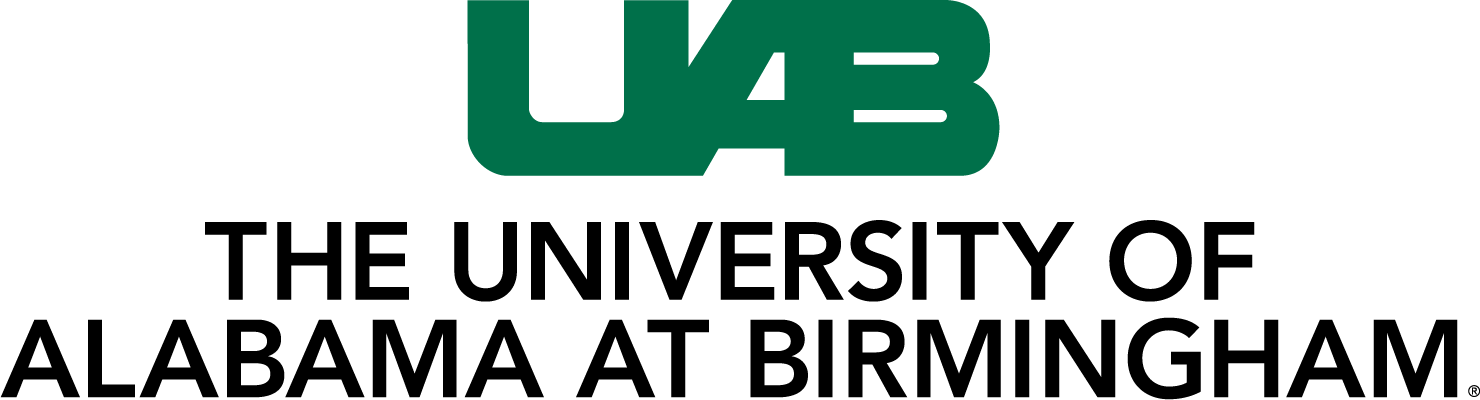 UAB
THE UNIVERSITY OF
ALABAMA AT BIRMINGHAM®